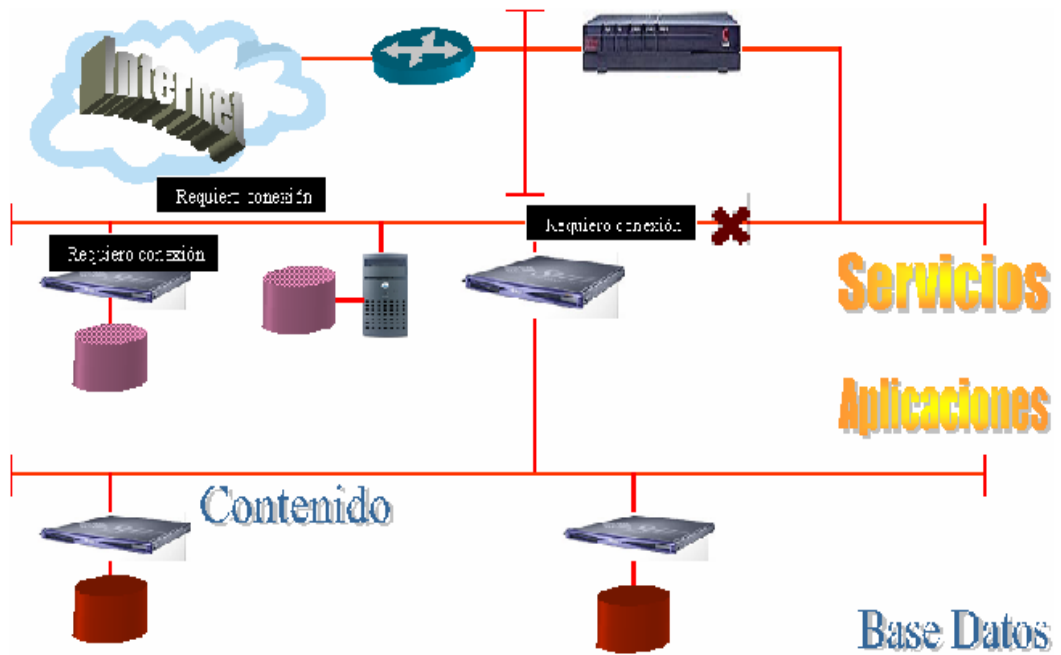 Internet
Requiero conexión
Requiero conexión
Requiero conexión
Servicios
Aplicaciones
Contenido
Base Datos